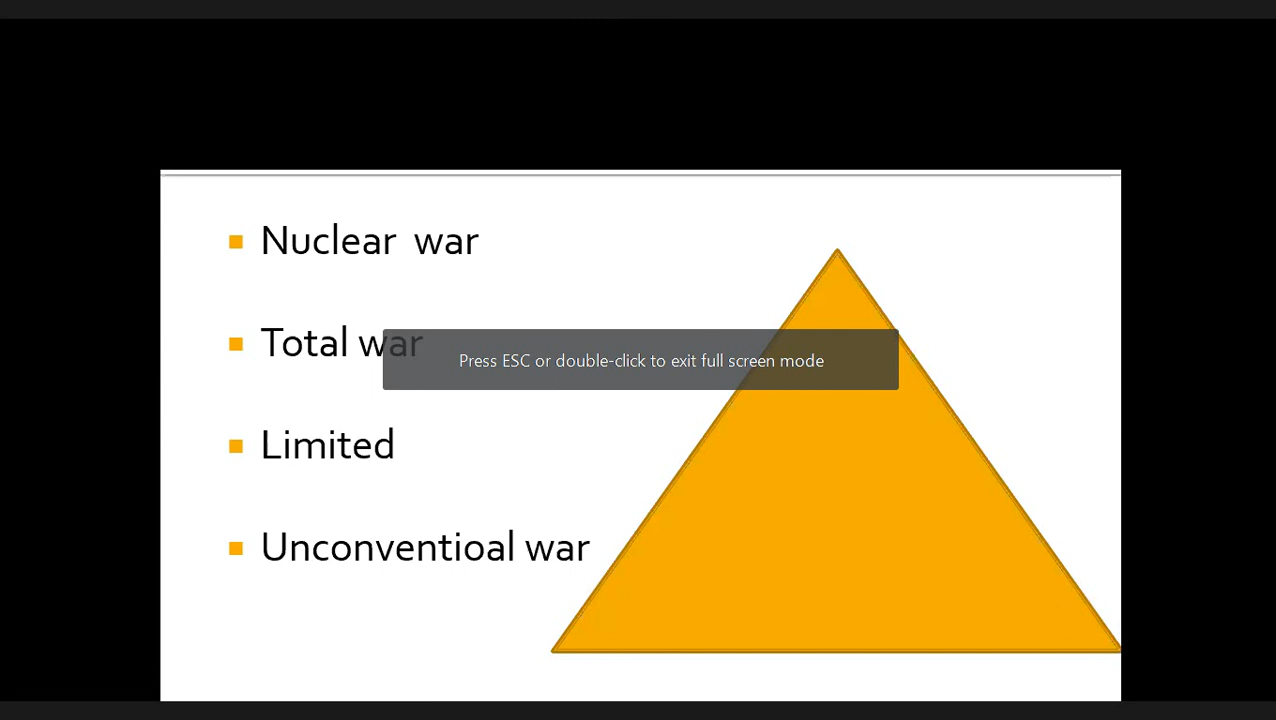 Nuclear war
Total war
Press ESC or double-click to exit full screen mode
Limited
Unconventioal war